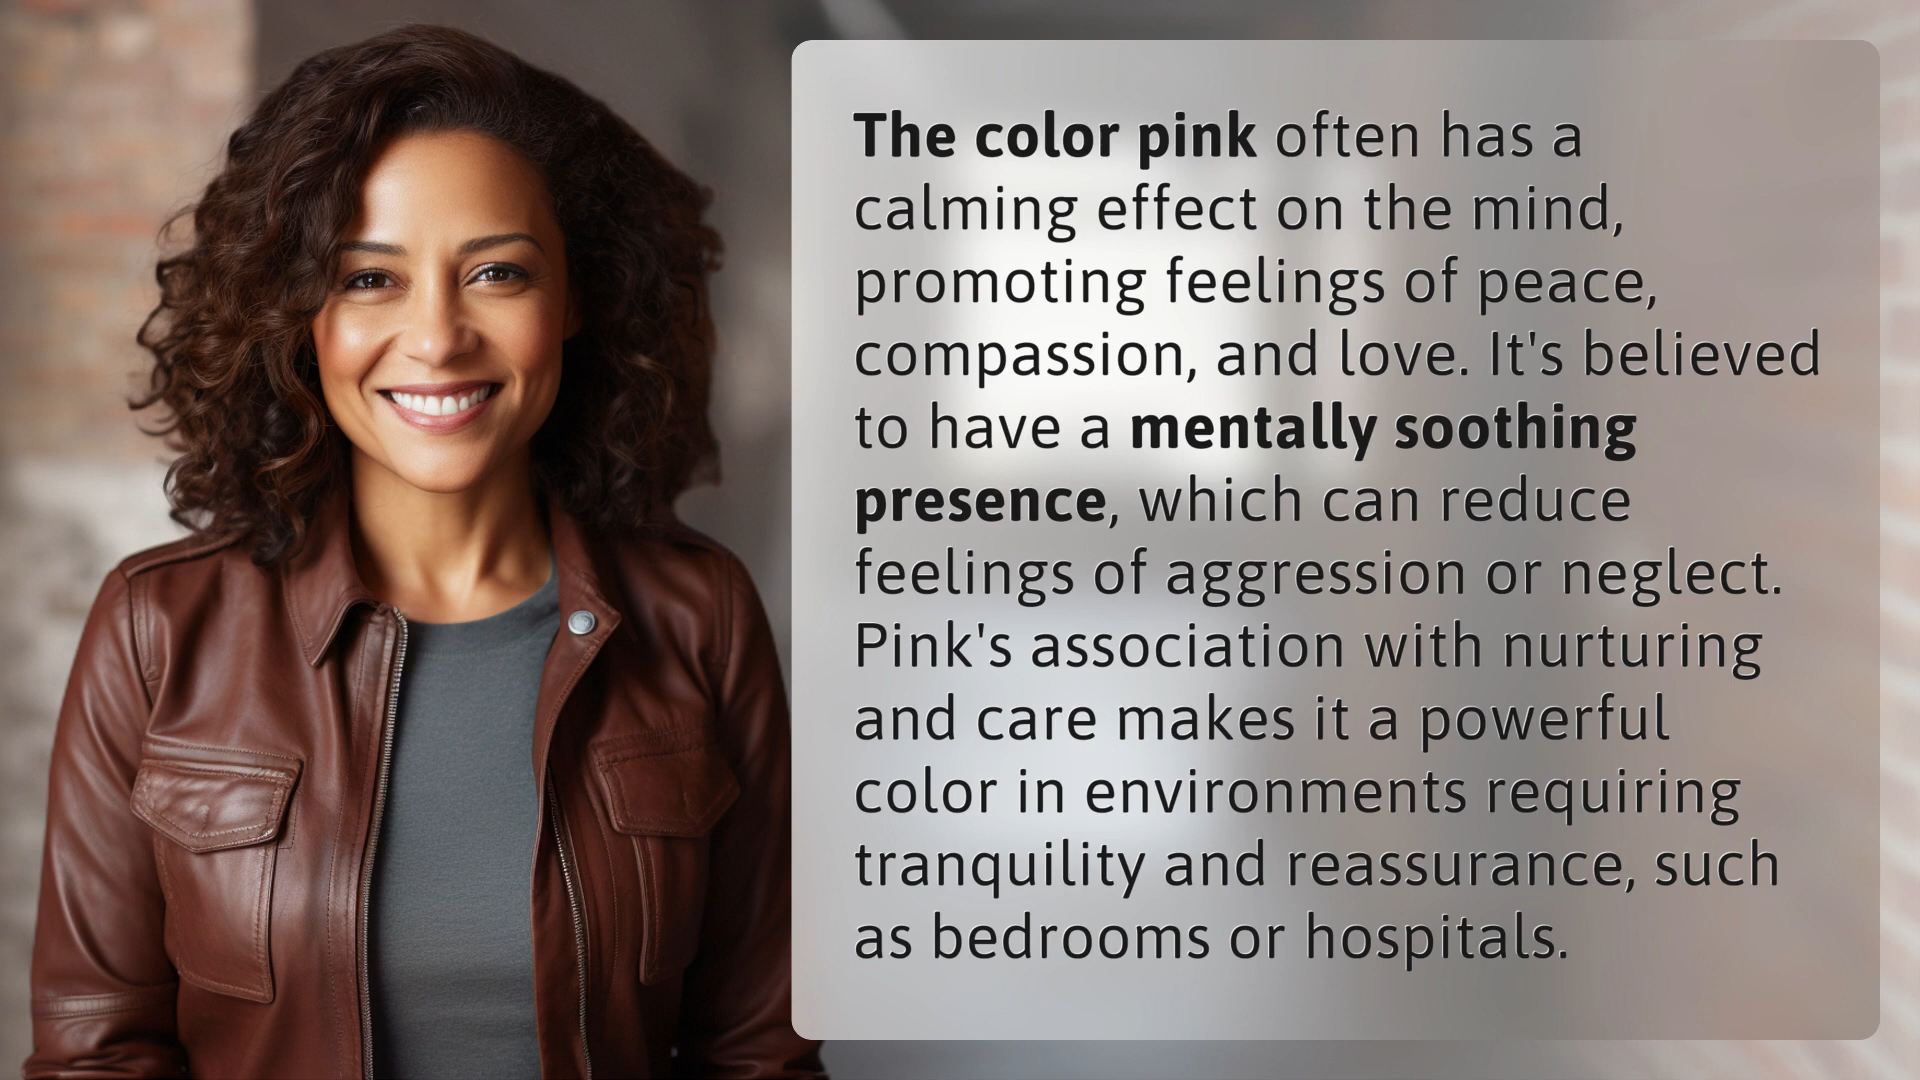 The color pink often has a
calming effect on the mind,
promoting feelings of peace,
compassion, and love. It's believed
to have a mentally soothing
presence, which can reduce
feelings of aggression or neglect.
Pink's association with nurturing
and care makes it a powerful
color in environments requiring
tranquility and reassurance, such
as bedrooms or hospitals.